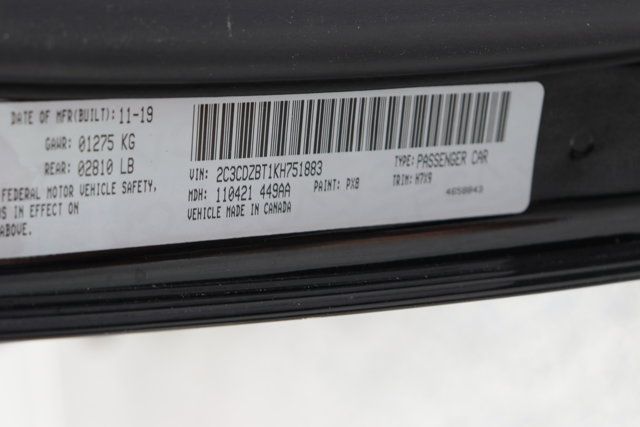 DATE OF MFR(BUILT): 11-19
GAWR: 01275 KG
REAR: 02810 LB
FEDERAL MOTOR VEHICLE SAFETY,
DS IN EFFECT ON
ABOVE.
VIN: 2C3CDZBT1KH751883
TYPE: PASSENGER CAR
MDH: 110421 449AA
PAINT: PX8
TRIM: H7X9
VEHICLE MADE IN CANADA
4658843